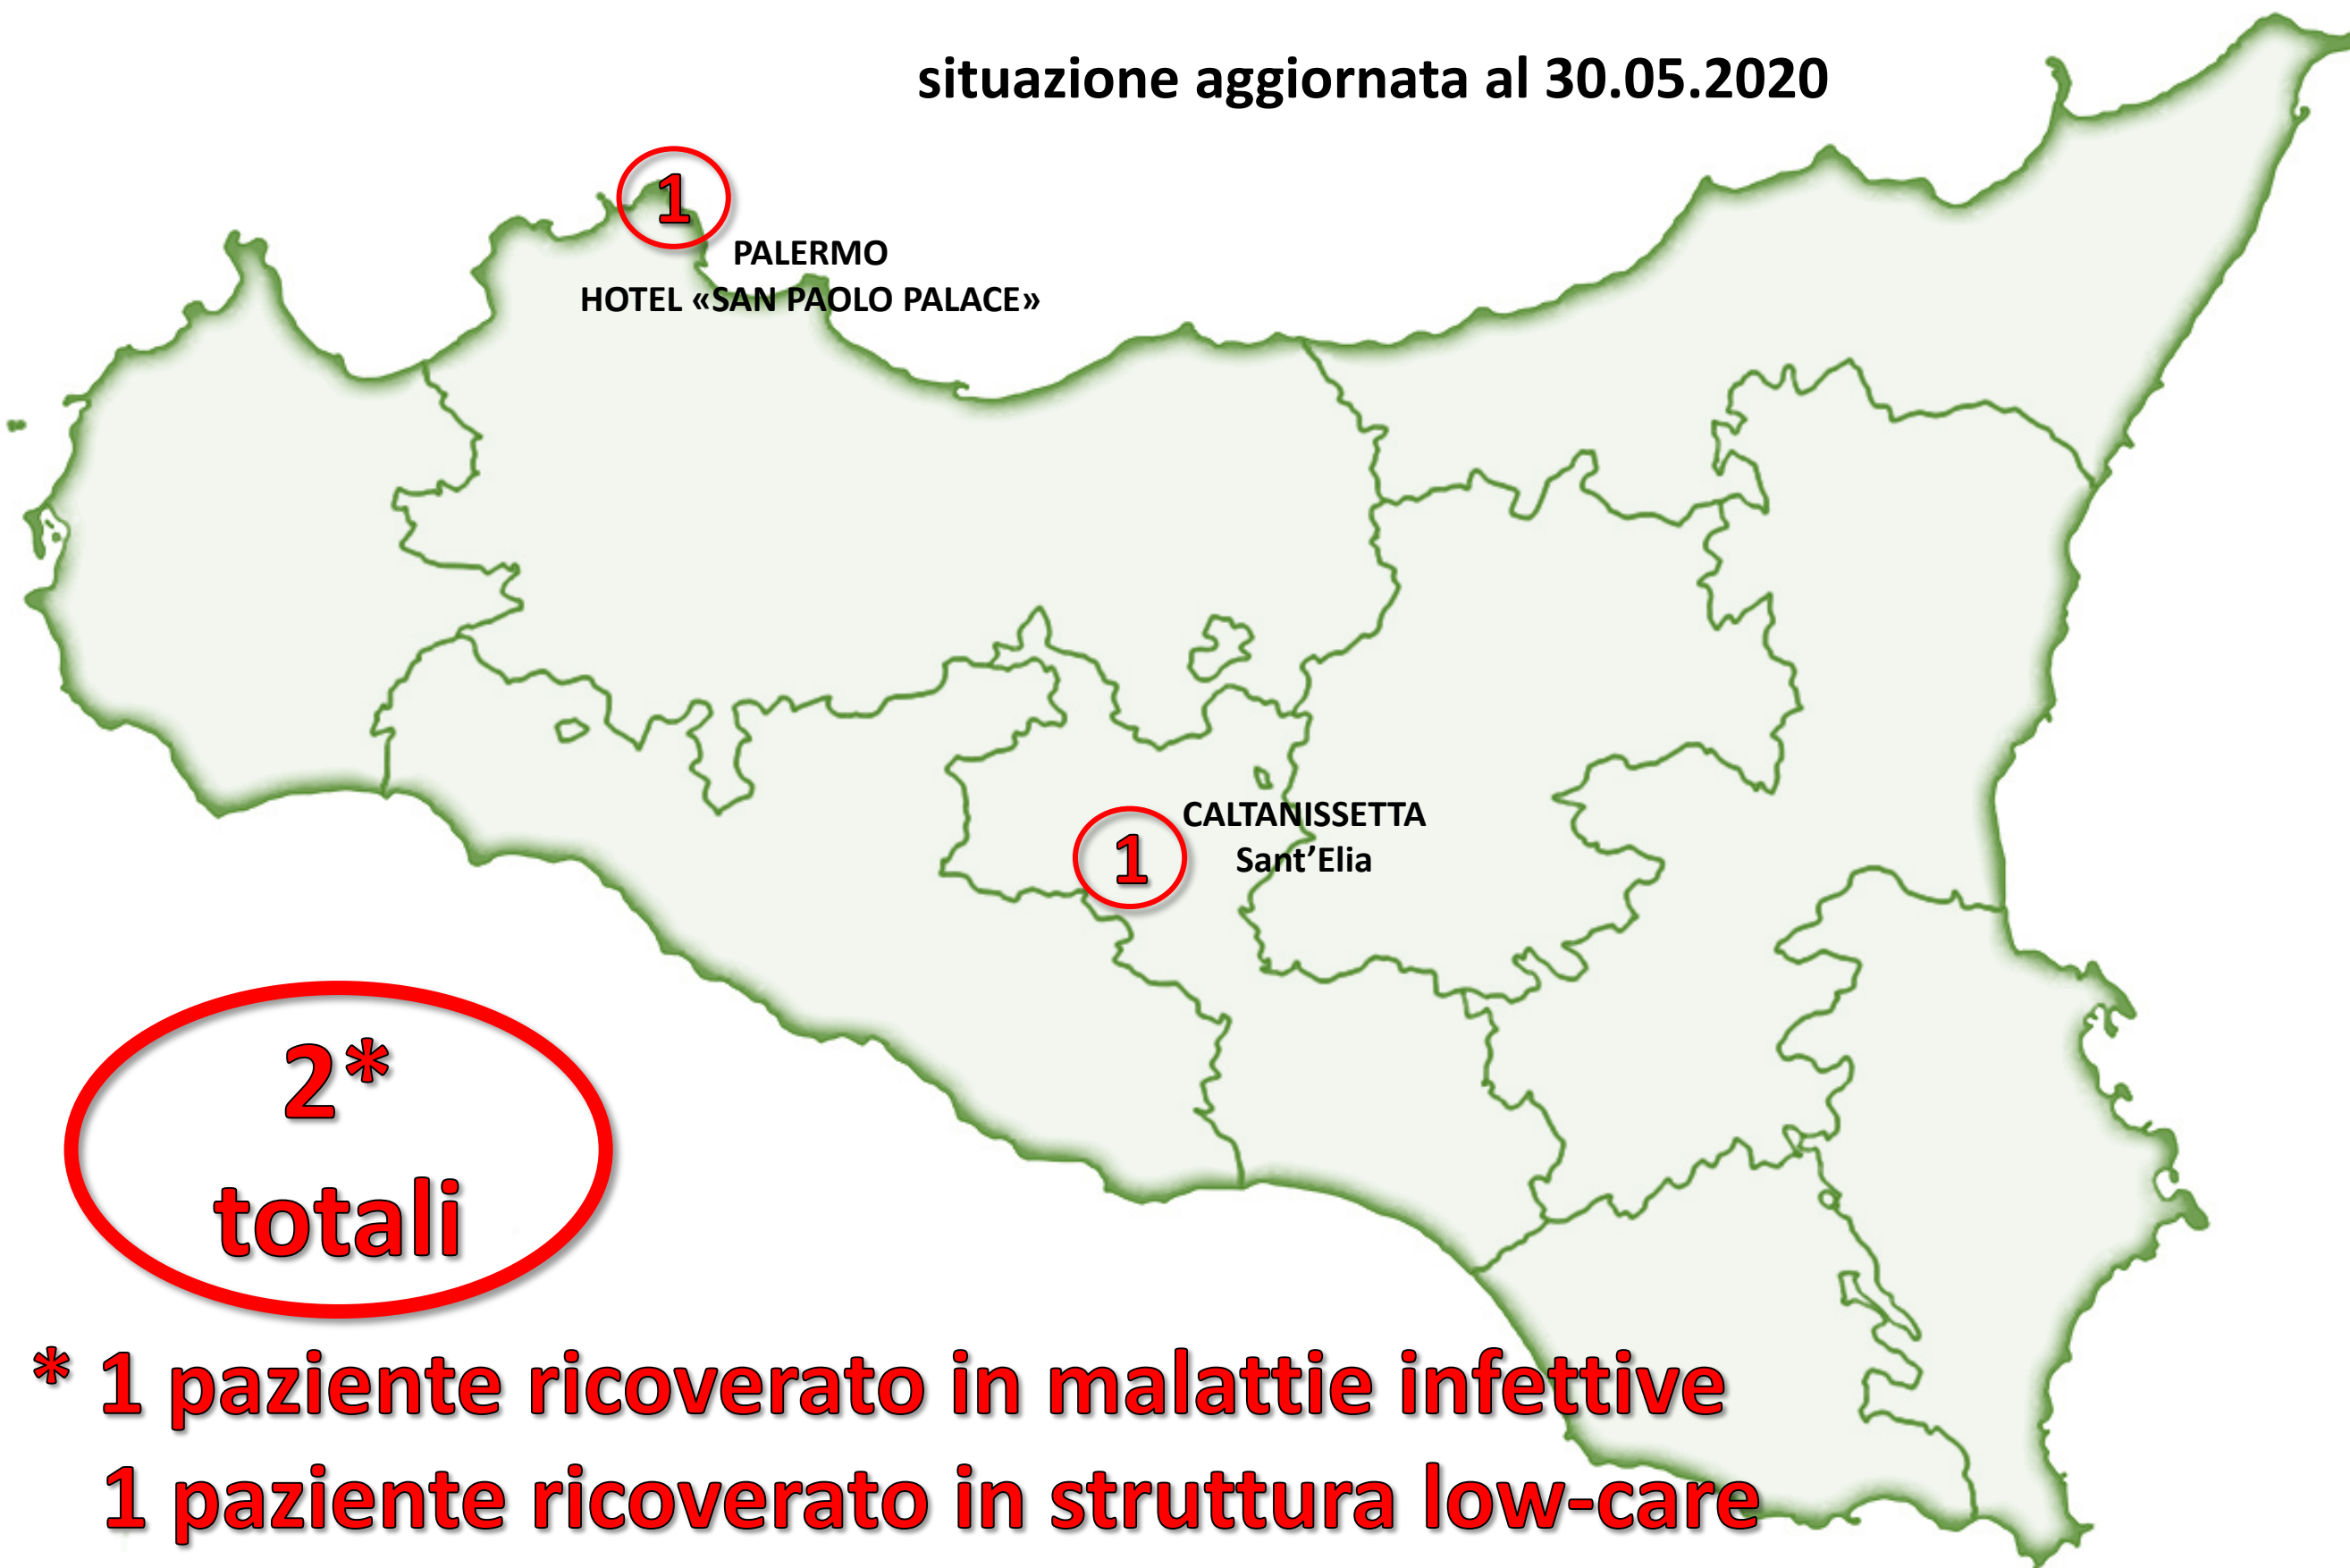 situazione aggiornata al 30.05.2020
1
PALERMO
HOTEL «SAN PAOLO PALACE»
CALTANISSETTA
1
Sant’Elia
2*
totali
* 1 paziente ricoverato in malattie infettive
1 paziente ricoverato in struttura low-care